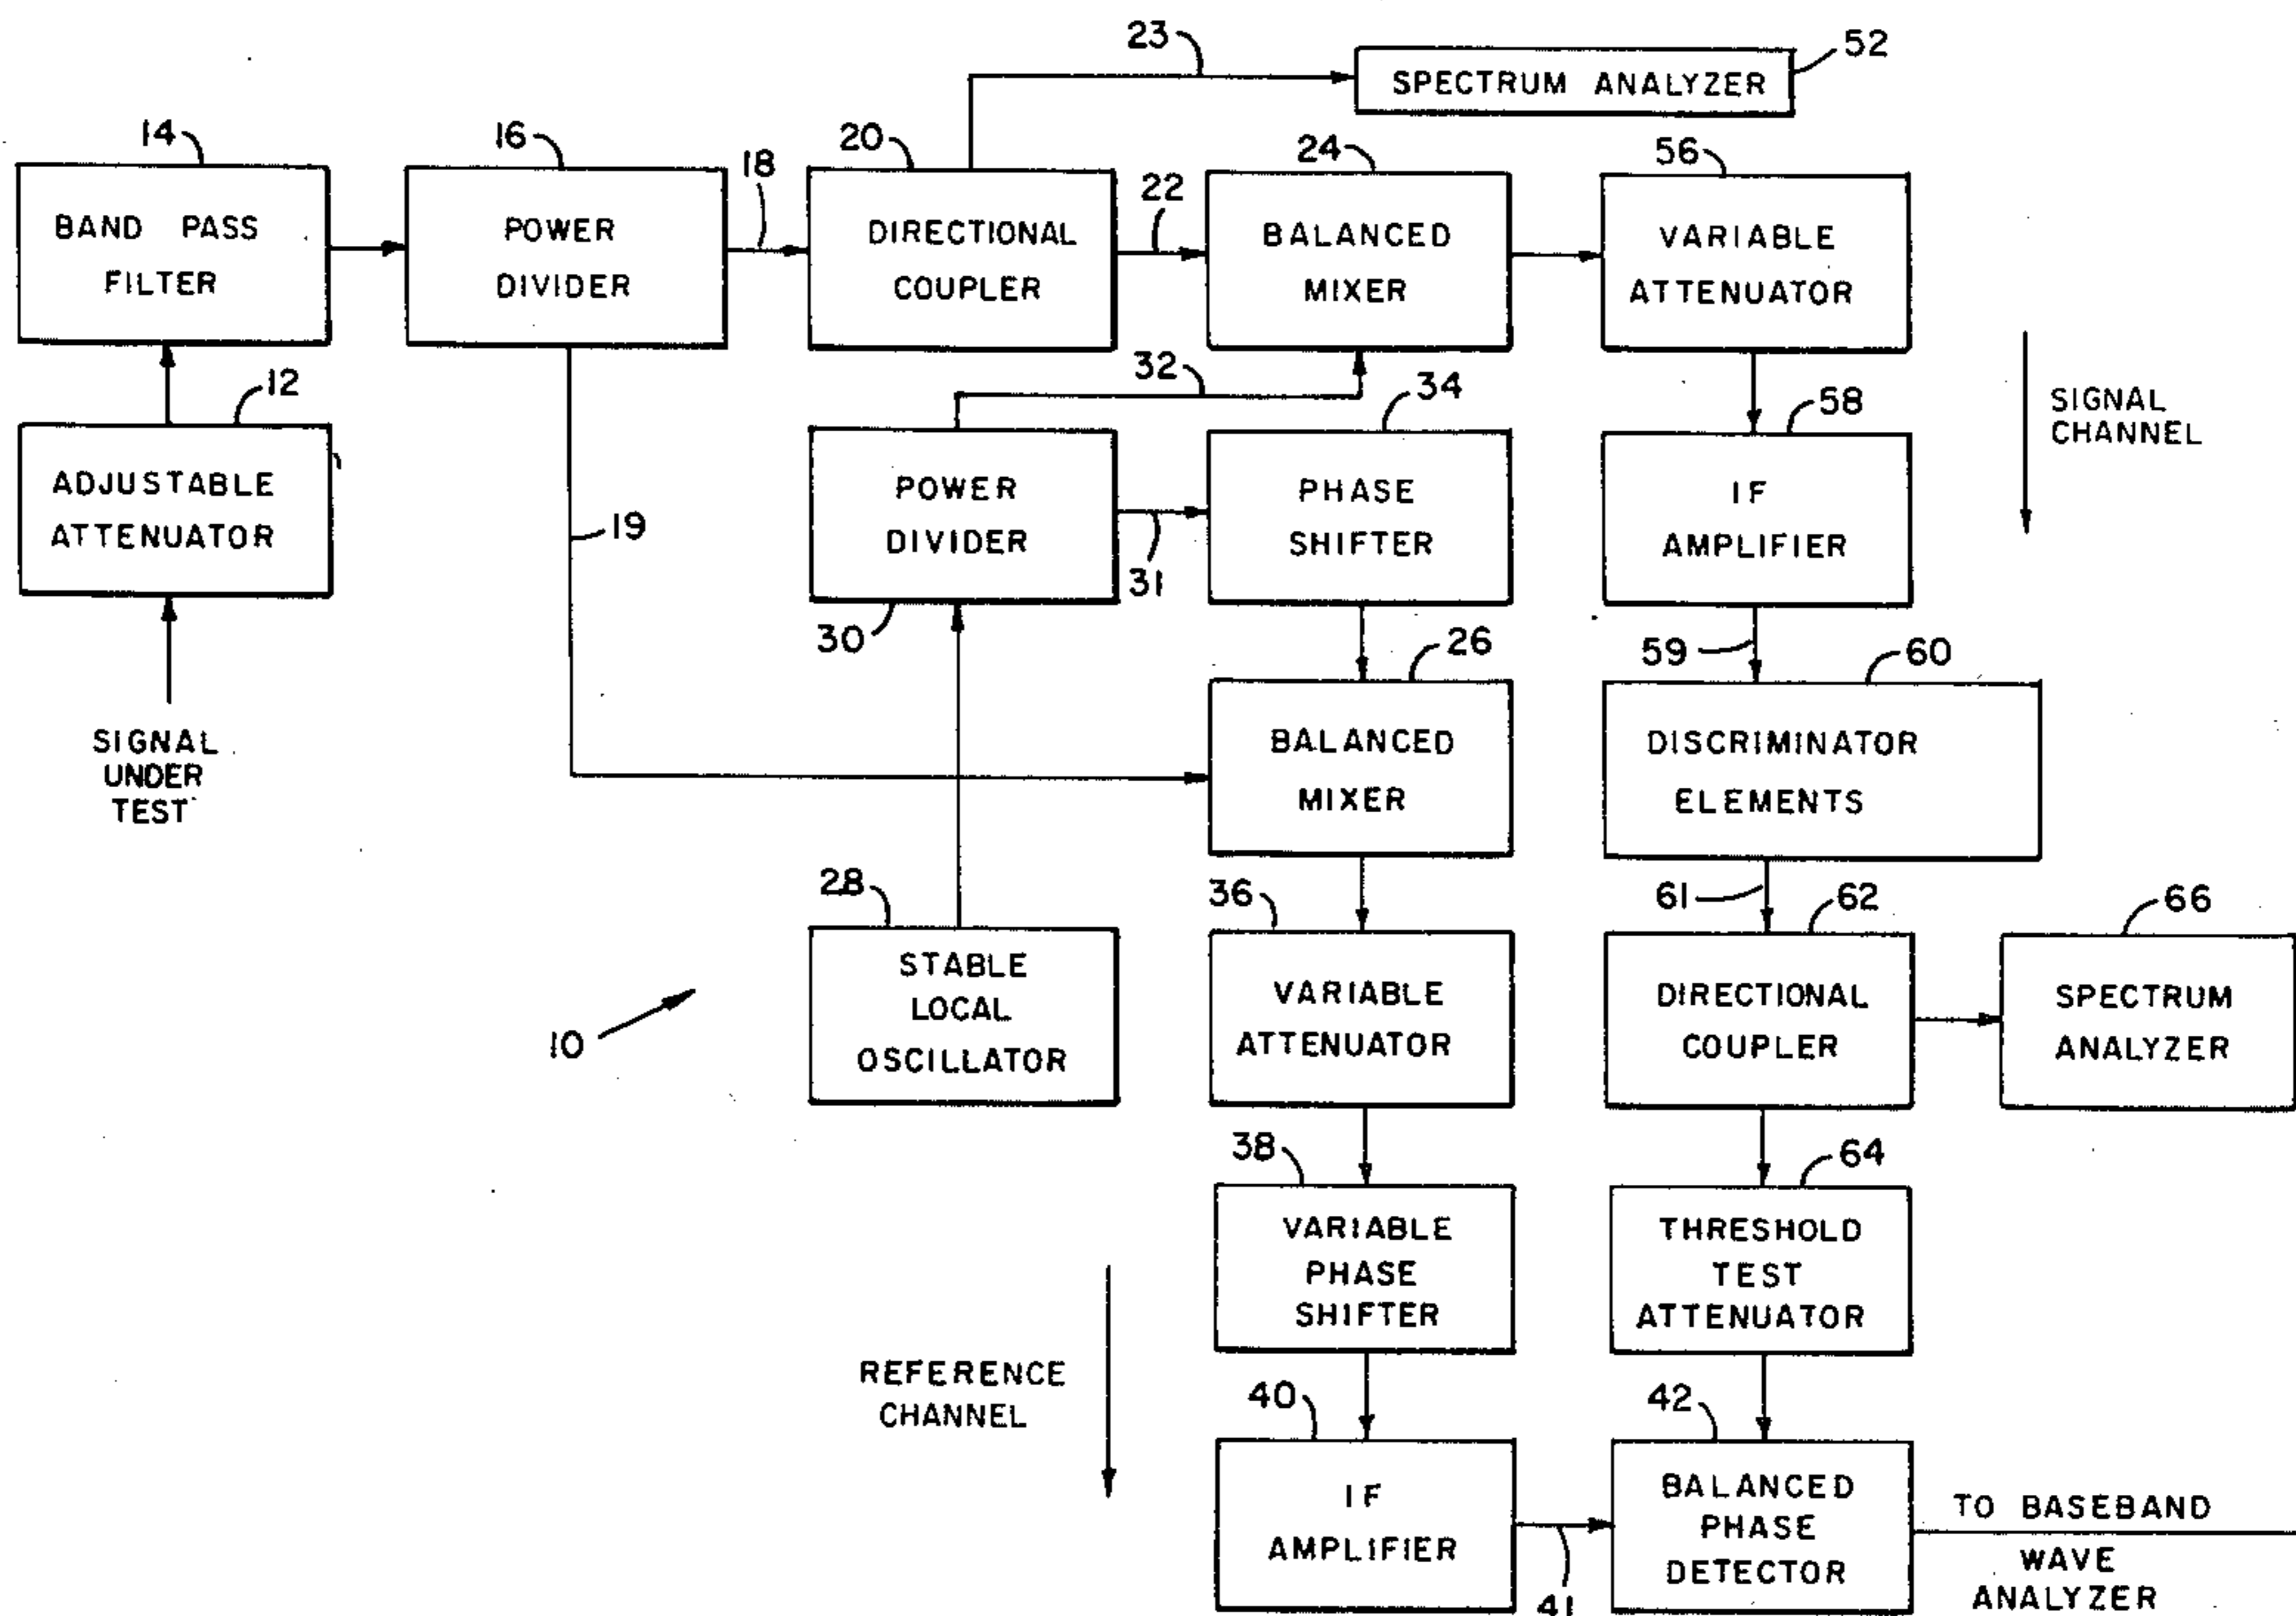 23
52
SPECTRUM ANALYZER
14
16
18
20
22
24
56
BAND PASS
FILTER
POWER
DIVIDER
DIRECTIONAL
COUPLER
BALANCED
MIXER
VARIABLE
ATTENUATOR
12
32
34
58
SIGNAL
CHANNEL
ADJUSTABLE
ATTENUATOR
19
POWER
DIVIDER
31
PHASE
SHIFTER
IF
AMPLIFIER
30
26
59
60
SIGNAL
UNDER
TEST
BALANCED
MIXER
DISCRIMINATOR
ELEMENTS
28
36
61
62
66
10
STABLE
LOCAL
OSCILLATOR
VARIABLE
ATTENUATOR
DIRECTIONAL
COUPLER
SPECTRUM
ANALYZER
38
64
VARIABLE
PHASE
SHIFTER
THRESHOLD
TEST
ATTENUATOR
REFERENCE
CHANNEL
40
42
IF
AMPLIFIER
41
BALANCED
PHASE
DETECTOR
TO BASEBAND
WAVE
ANALYZER